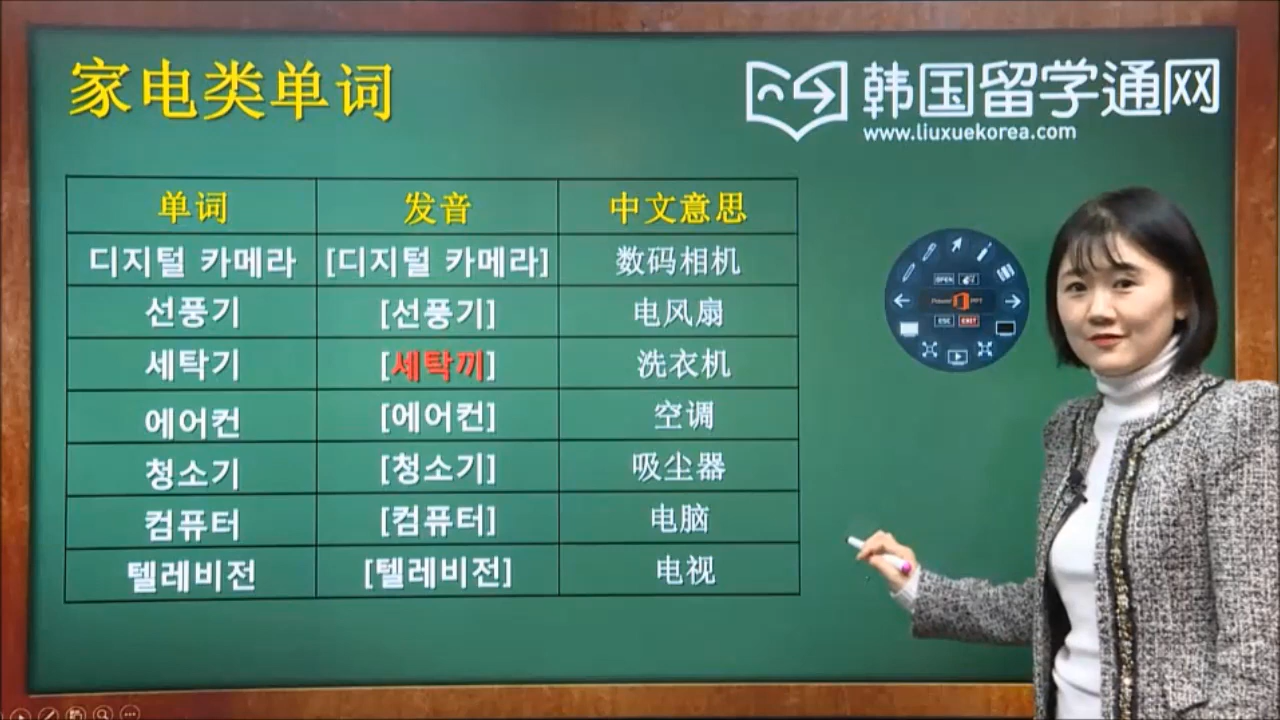 家电类单词
韩国留学通网
www.liuxuekorea.com
单词 发音 中文意思
디지털 카메라 [디지털 카메라] 数码相机
선풍기 [선풍기] 电风扇
세탁기 [세탁끼] 洗衣机
에어컨 [에어컨] 空调
청소기 [청소기] 吸尘器
컴퓨터 [컴퓨터] 电脑
텔레비전 [텔레비전] 电视
OPEN
Power PPT
ESC EXIT